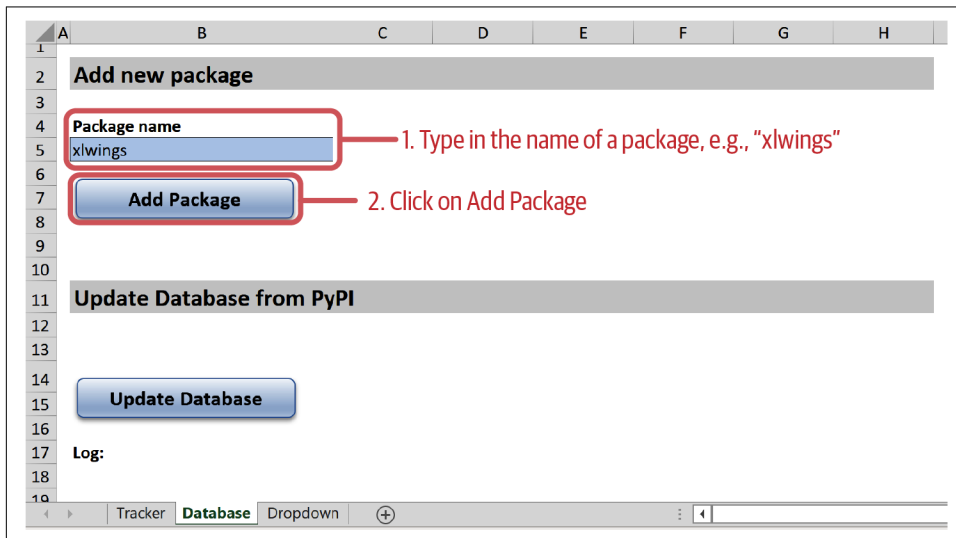 A B C D E F G H
1
2 Add new package
3
4 Package name
1. Type in the name of a package, e.g., “xlwings”
5 xlwings
6
7 Add Package
2. Click on Add Package
8
9
10
11 Update Database from PyPI
12
13
14
15 Update Database
16
17 Log:
18
19
Tracker Database Dropdown